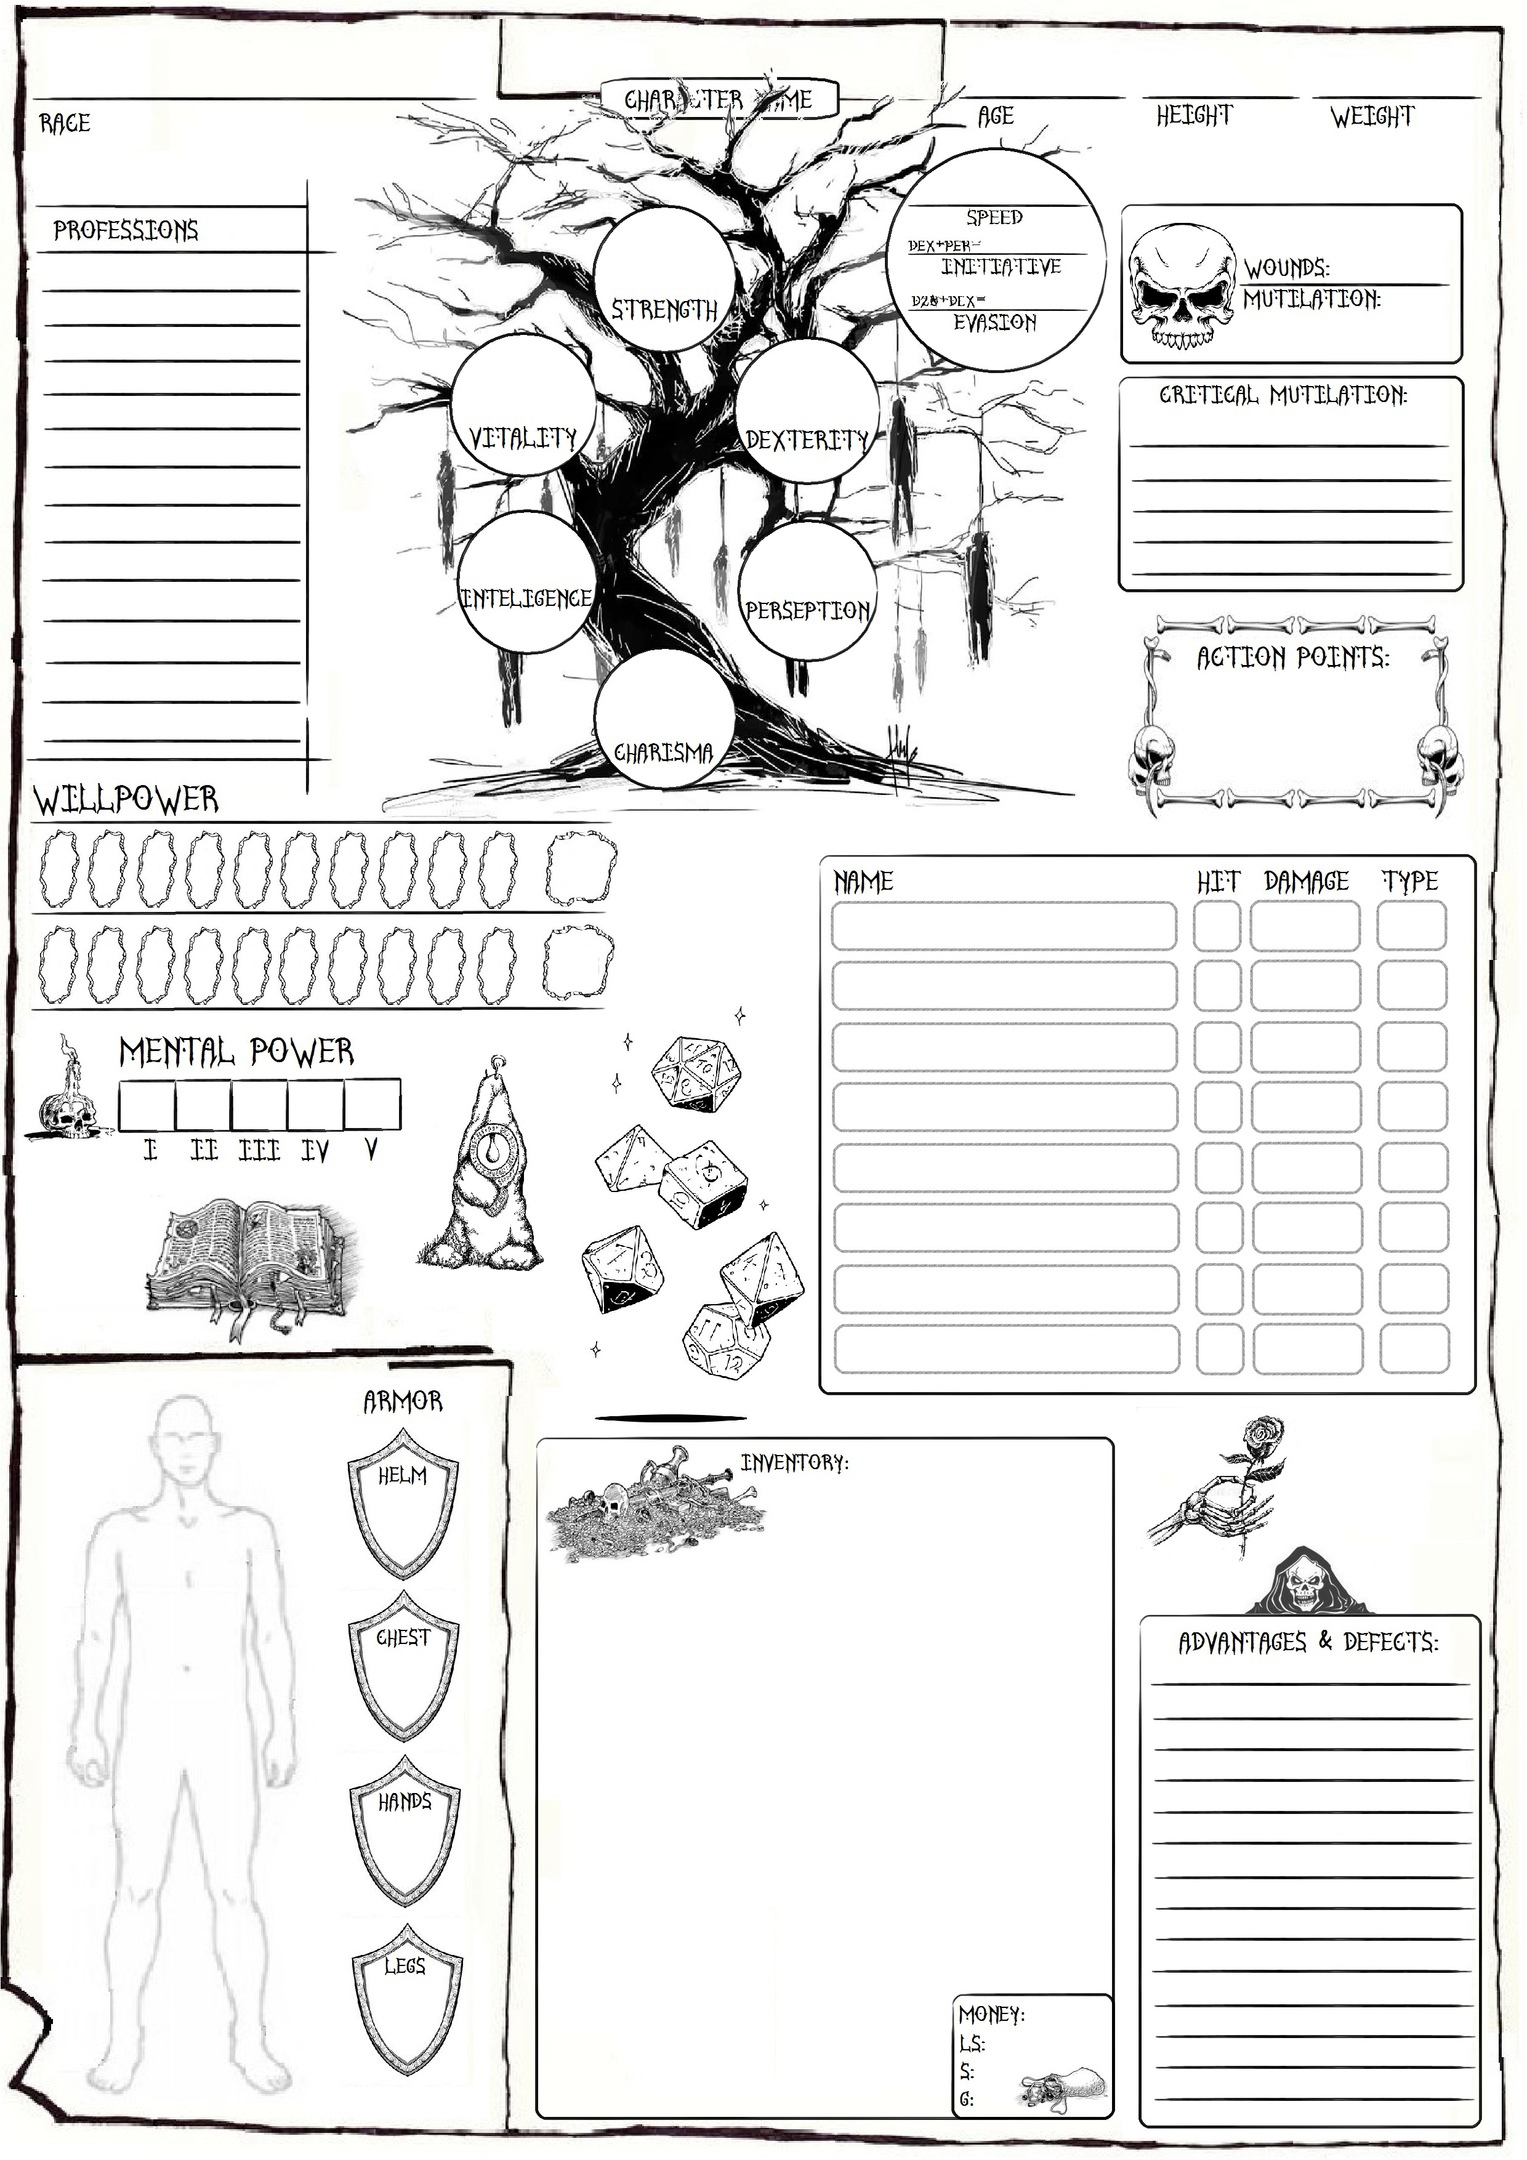 CHARACTER NAME
RACE
AGE HEIGHT WEIGHT
PROFESSIONS
SPEED
DEX+PER=
INITIATIVE
D20+DEX=
EVASION
STRENGTH
VITALITY
DEXTERITY
INTELIGENCE
PERSEPTION
CHARISMA
WOUNDS:
MUTILATION:
CRITICAL MUTILATION:
ACTION POINTS:
WILLPOWER
NAME HIT DAMAGE TYPE
MENTAL POWER
I II III IV V
ARMOR
HELM
CHEST
HANDS
LEGS
INVENTORY:
MONEY:
LS:
S:
G:
ADVANTAGES & DEFECTS: